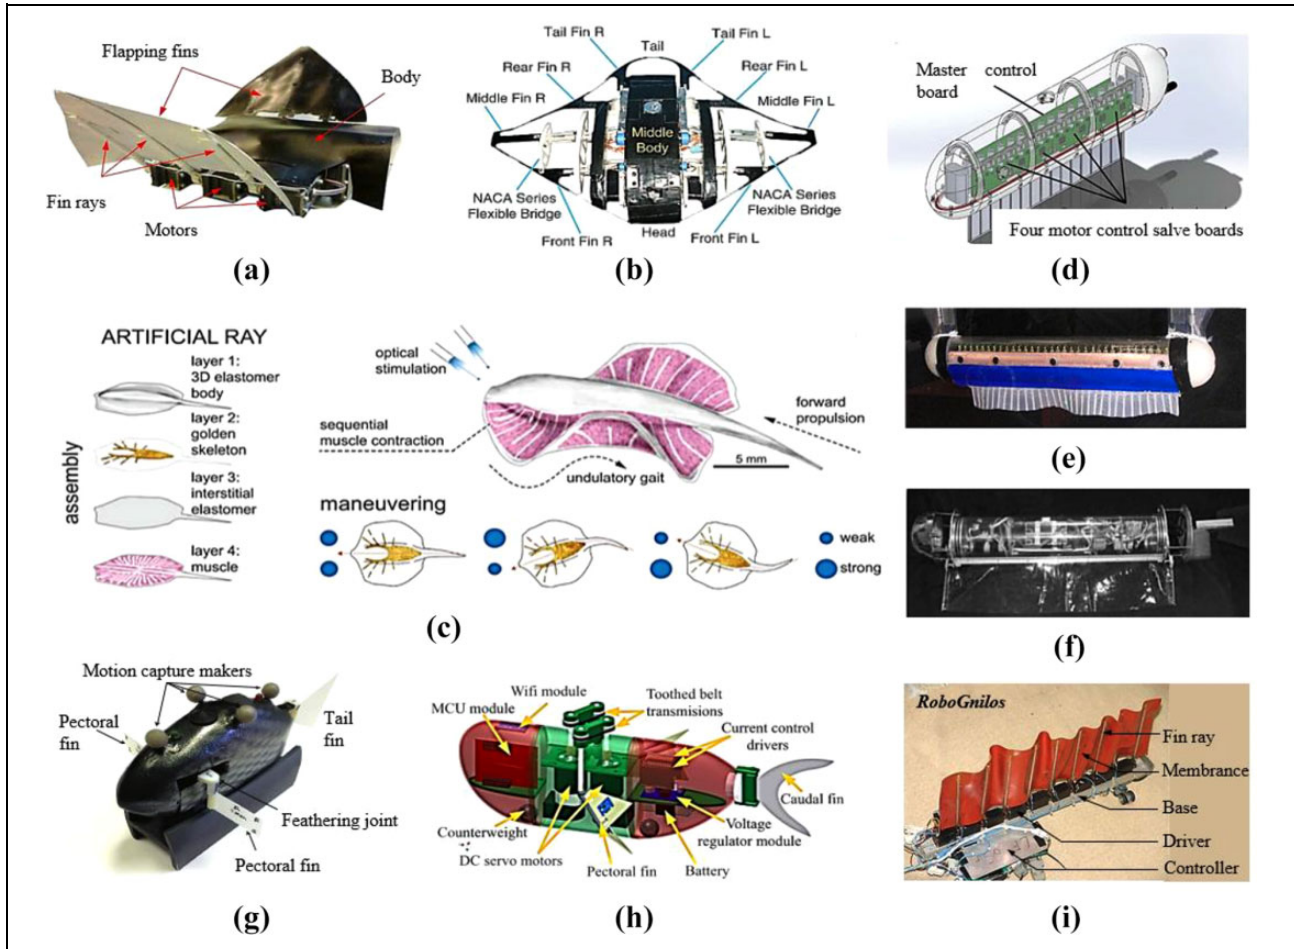 Flapping fins
Body
Fin rays
Motors
(a)
Tail Fin R
Tail
Tail Fin L
Rear Fin R
Rear Fin L
Middle Fin R
Middle Fin L
Middle
Body
NACA Series
Flexible Bridge
NACA Series
Flexible Bridge
Front Fin R
Head
Front Fin L
(b)
Master control
board
Four motor control salve boards
(d)
ARTIFICIAL RAY
assembly
layer 1:
3D elastomer
body
layer 2:
golden
skeleton
layer 3:
interstitial
elastomer
layer 4:
muscle
optical
stimulation
sequential
muscle contraction
forward
propulsion
5 mm
undulatory gait
maneuvering
weak
strong
(c)
(e)
(f)
Motion capture makers
Pectoral
fin
Tail
fin
Feathering joint
Pectoral fin
(g)
Wifi module
MCU module
Toothed belt
transmisions
Current control
drivers
Caudal fin
Counterweight
DC servo motors
Pectoral fin
Battery
Voltage
regulator module
(h)
RoboGnilos
Fin ray
Membrance
Base
Driver
Controller
(i)